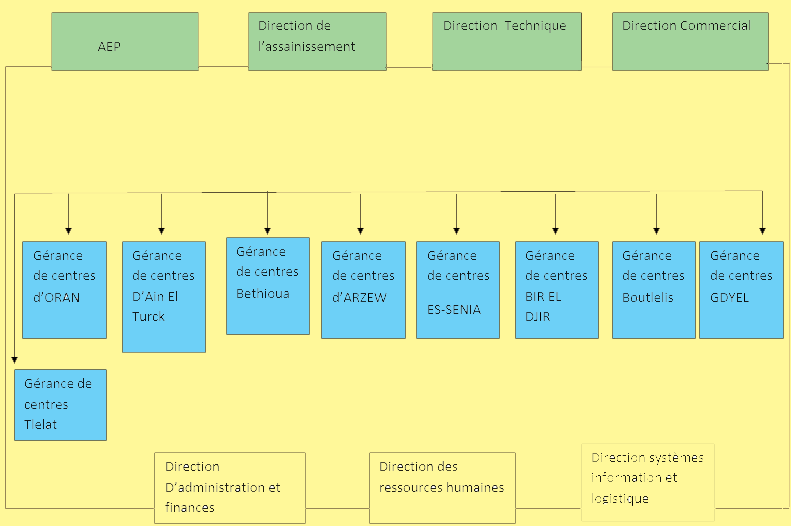 AEP
Direction de
l'assainissement
Direction Technique
Direction Commercial
Gérance
de centres
d'ORAN
Gérance
de centres
D'Ain El
Turck
Gérance
de centres
Bethioua
Gérance
de centres
d'ARZEW
Gérance
de centres
ES-SENIA
Gérance
de centres
BIR EL
DJIR
Gérance
de centres
Boutlelis
Gérance
de centres
GDYEL
Gérance de
centres
Tlelat
Direction
D'administration et
finances
Direction des
ressources humaines
Direction systèmes
information et
logistique